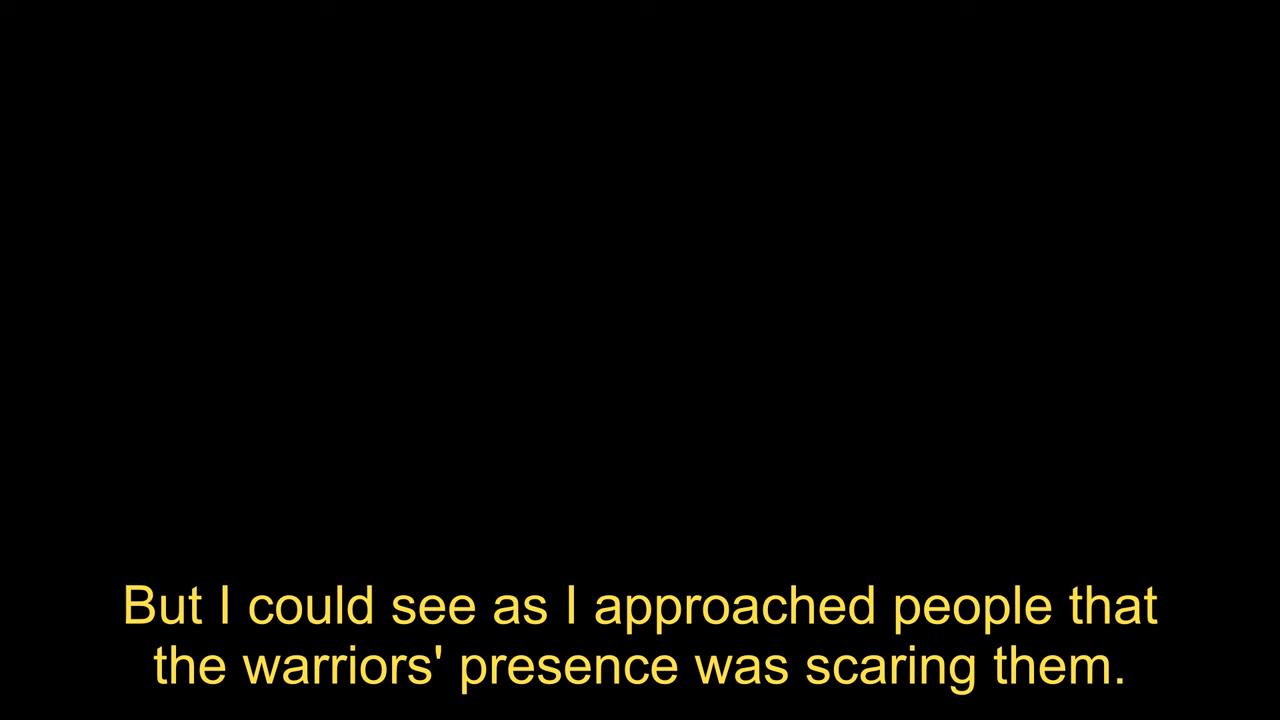 But I could see as I approached people that
the warriors' presence was scaring them.